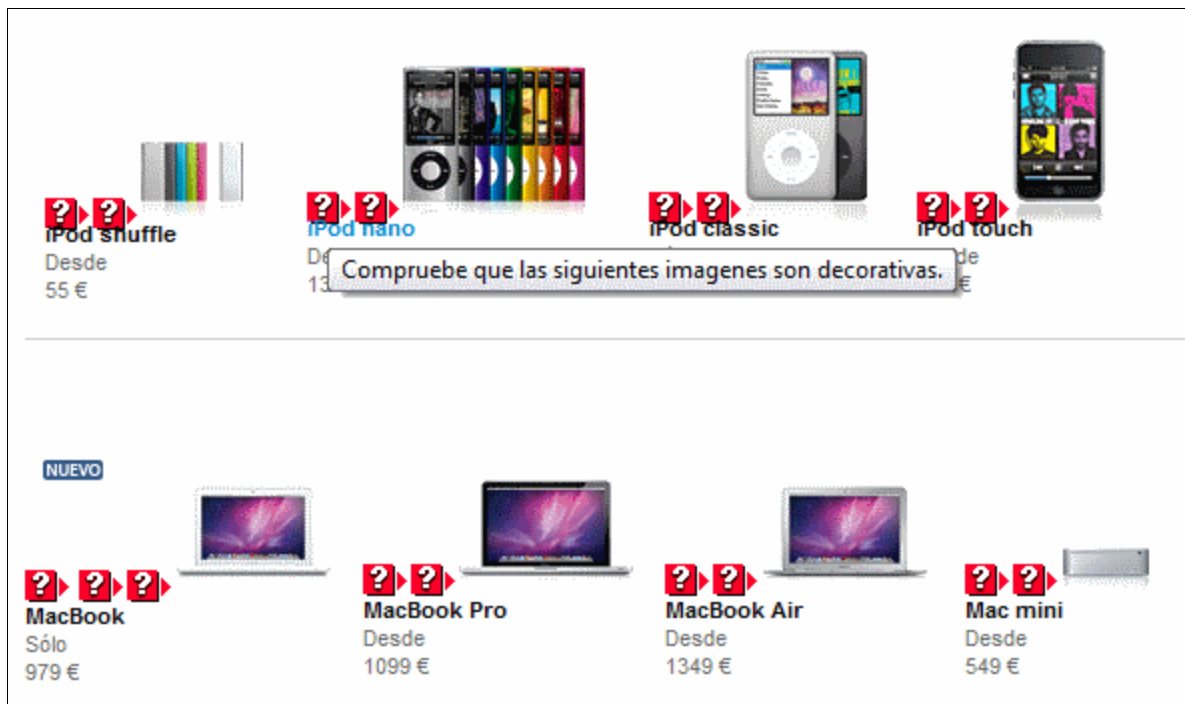 iPod shuffle
Desde
55 €
iPod nano
iPod classic
iPod touch
Compruebe que las siguientes imagenes son decorativas.
€
NUEVO
MacBook
Sólo
979 €
MacBook Pro
Desde
1099 €
MacBook Air
Desde
1349 €
Mac mini
Desde
549 €